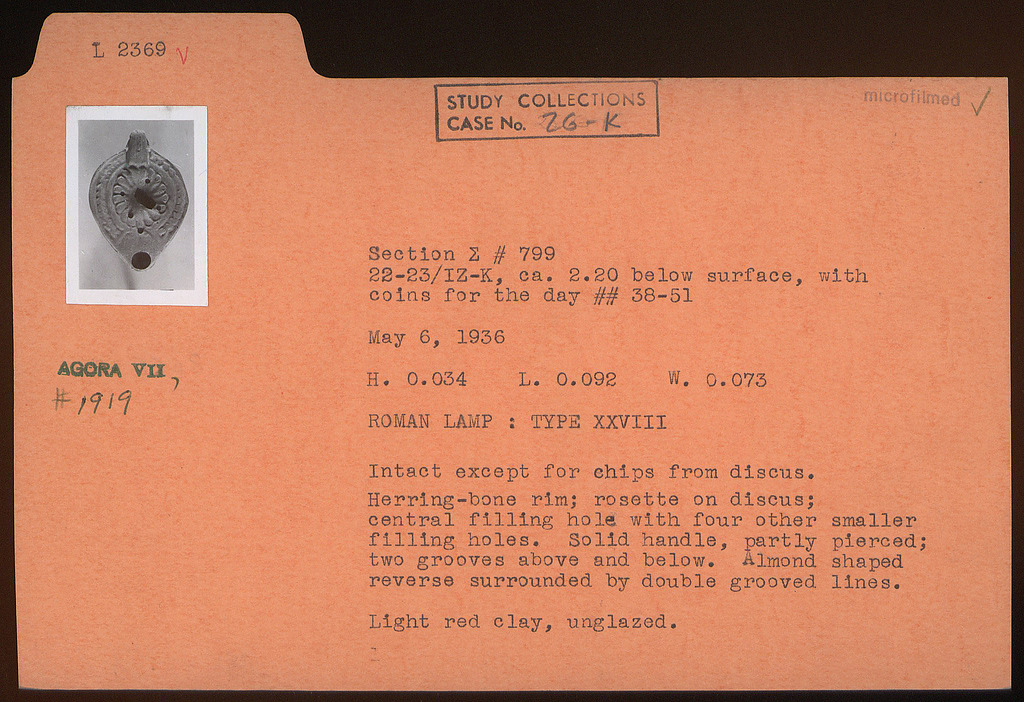 L 2369 √
STUDY COLLECTIONS
CASE No. 26-K
microfilmed ✓
Section Σ # 799
22-23/IZ-K, ca. 2.20 below surface, with
coins for the day ## 38-51
May 6, 1936
AGORA VII,
# 1919
H. 0.034 L. 0.092 W. 0.073
ROMAN LAMP : TYPE XXVIII
Intact except for chips from discus.
Herring-bone rim; rosette on discus;
central filling hole with four other smaller
filling holes. Solid handle, partly pierced;
two grooves above and below. Almond shaped
reverse surrounded by double grooved lines.
Light red clay, unglazed.